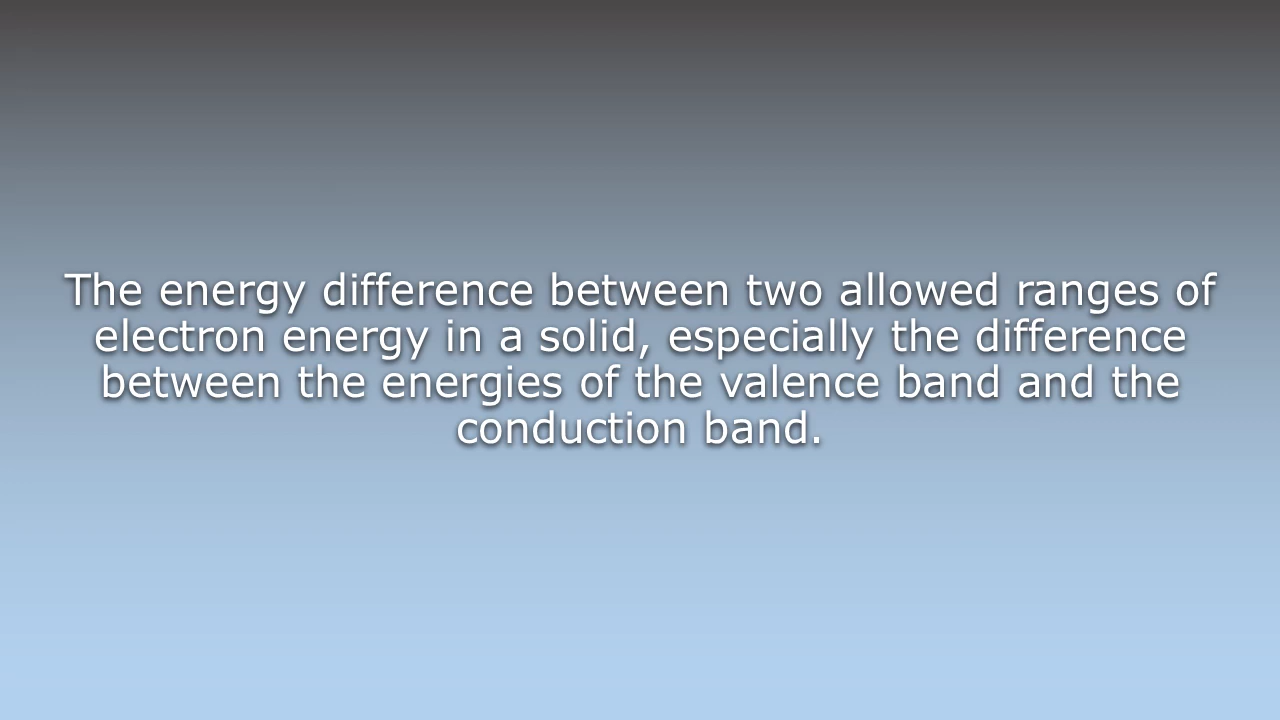 The energy difference between two allowed ranges of
electron energy in a solid, especially the difference
between the energies of the valence band and the
conduction band.